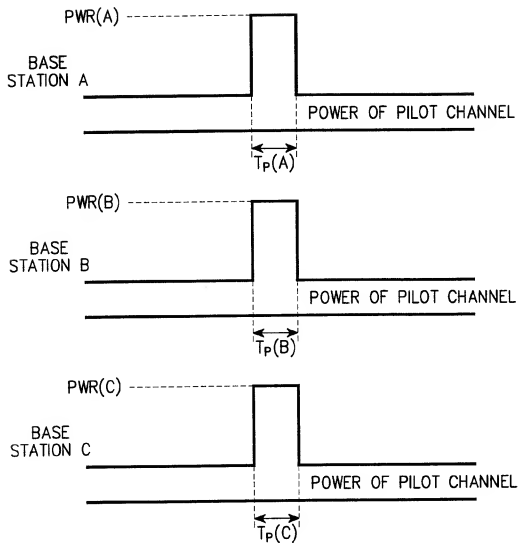 PWR(A)
BASE
STATION A
POWER OF PILOT CHANNEL
TP(A)
PWR(B)
BASE
STATION B
POWER OF PILOT CHANNEL
TP(B)
PWR(C)
BASE
STATION C
POWER OF PILOT CHANNEL
TP(C)